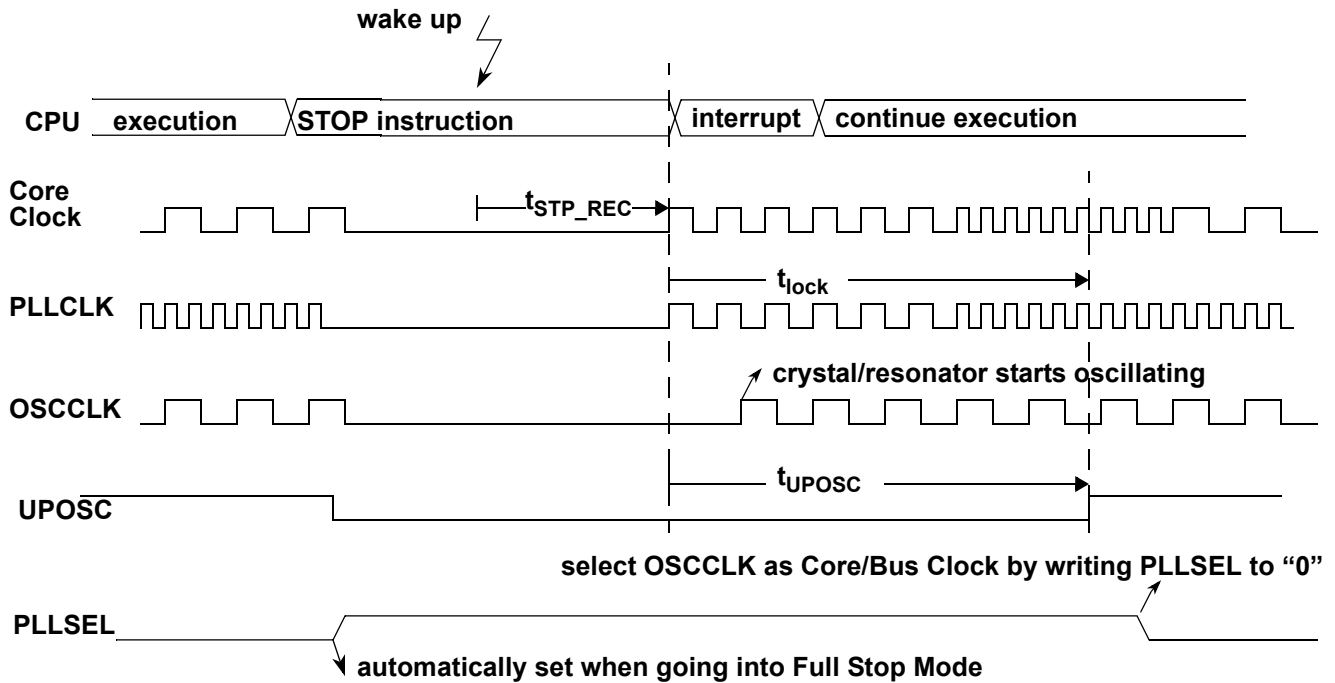 wake up
CPU execution STOP instruction interrupt continue execution
Core
Clock
tSTP_REC
tlock
PLLCLK
crystal/resonator starts oscillating
OSCCLK
tUPOSC
UPOSC
select OSCCLK as Core/Bus Clock by writing PLLSEL to “0”
PLLSEL
automatically set when going into Full Stop Mode